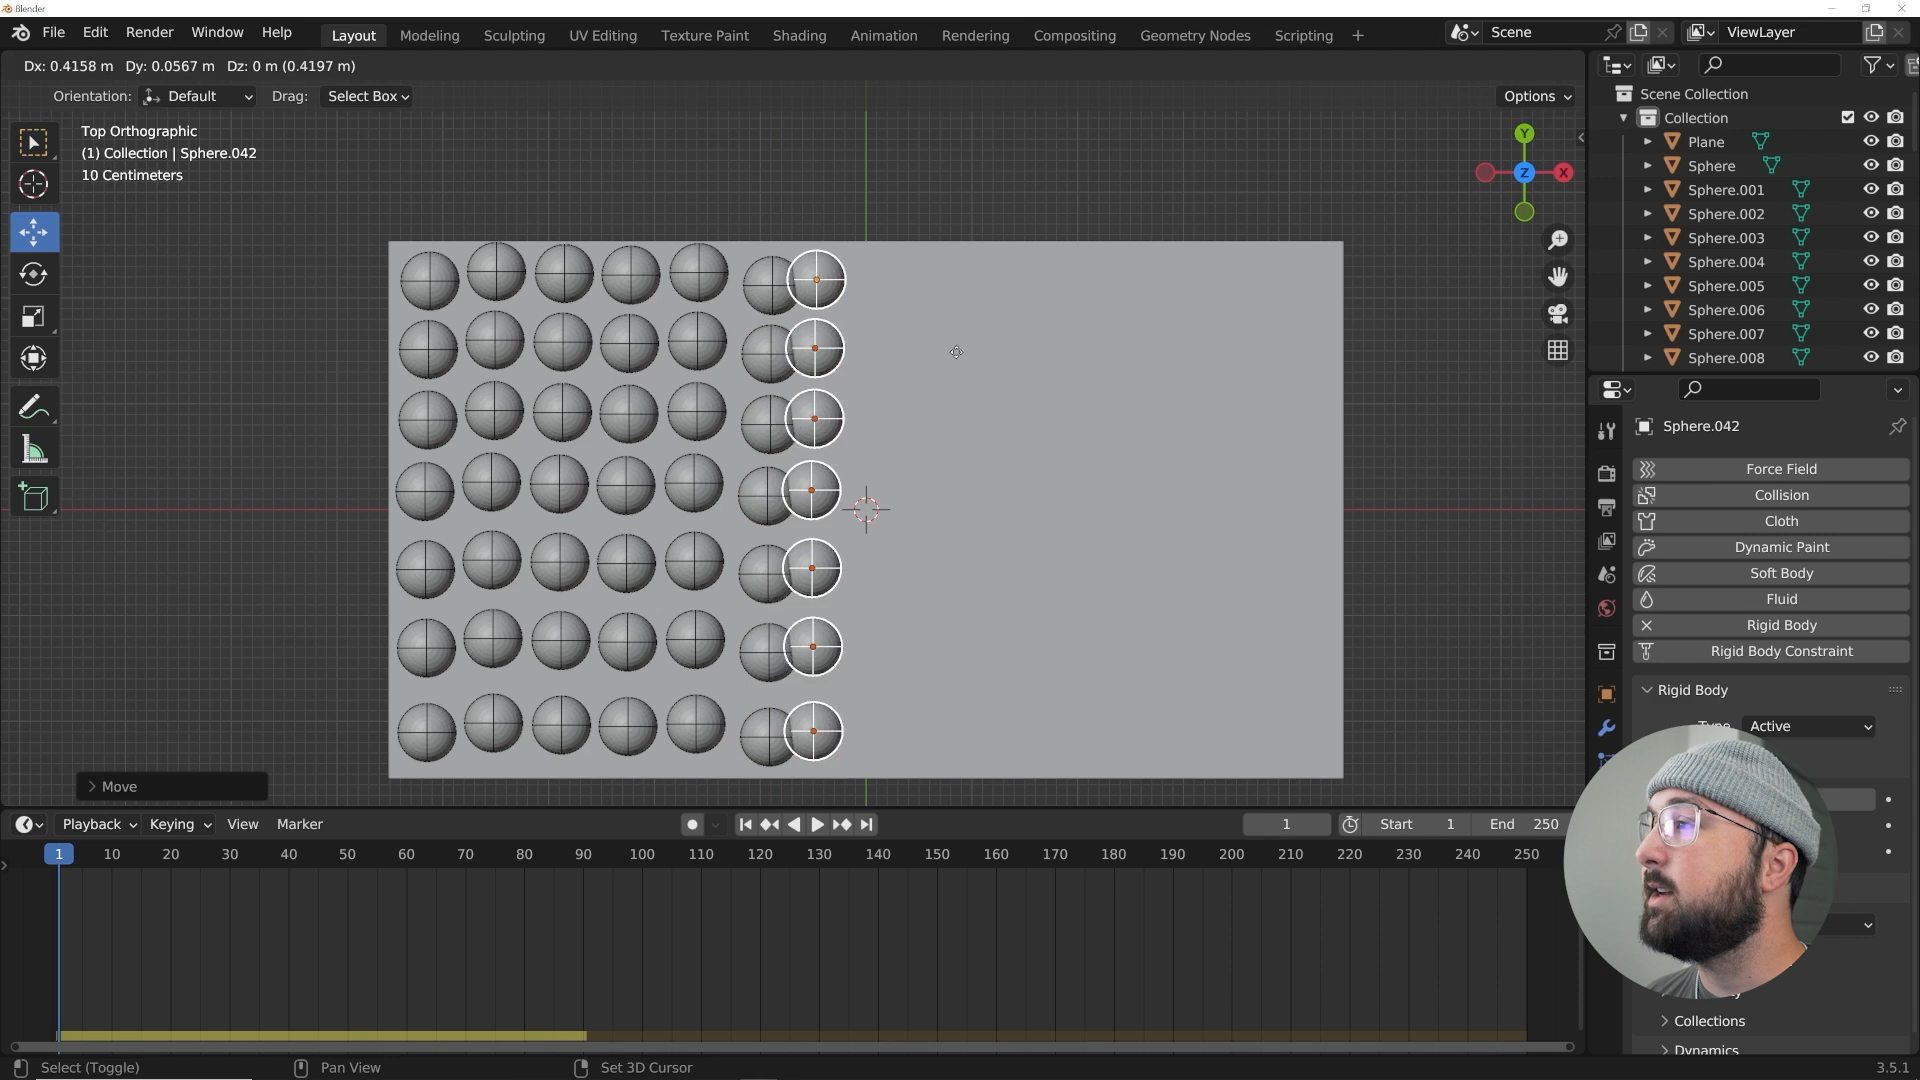 Blender
File Edit Render Window Help
Layout Modeling Sculpting UV Editing Texture Paint Shading Animation Rendering Compositing Geometry Nodes Scripting +
Scene
ViewLayer
Dx: 0.4158 m Dy: 0.0567 m Dz: 0 m (0.4197 m)
Orientation: Default Drag: Select Box
Options
Top Orthographic
(1) Collection | Sphere.042
10 Centimeters
Y
Z
X
Scene Collection
Collection
Plane
Sphere
Sphere.001
Sphere.002
Sphere.003
Sphere.004
Sphere.005
Sphere.006
Sphere.007
Sphere.008
Sphere.042
Force Field
Collision
Cloth
Dynamic Paint
Soft Body
Fluid
Rigid Body
Rigid Body Constraint
Rigid Body
Active
Collections
Dynamics
Move
Playback Keying View Marker
1
Start 1
End 250
1 10 20 30 40 50 60 70 80 90 100 110 120 130 140 150 160 170 180 190 200 210 220 230 240 250
Select (Toggle)
Pan View
Set 3D Cursor
3.5.1